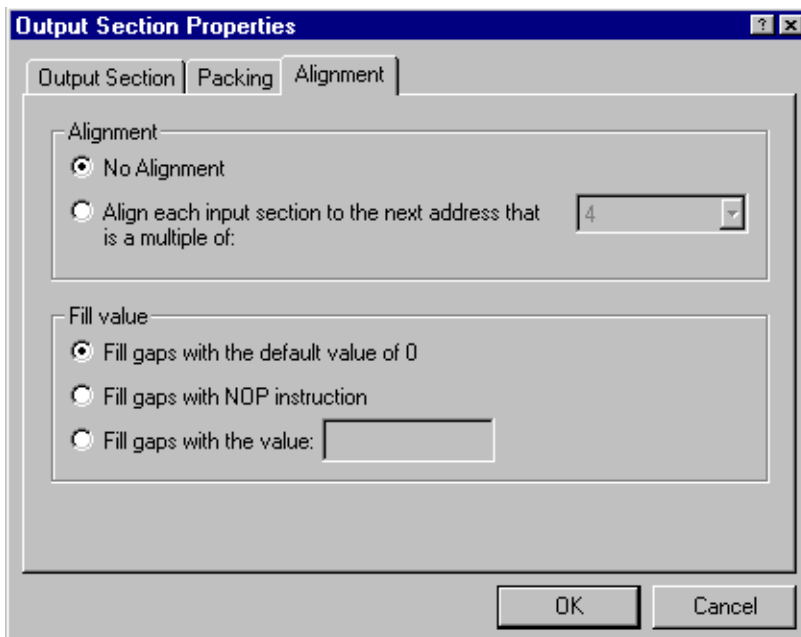 Output Section Properties
Output Section Packing Alignment
Alignment
No Alignment
Align each input section to the next address that
is a multiple of:
4
Fill value
Fill gaps with the default value of 0
Fill gaps with NOP instruction
Fill gaps with the value:
OK Cancel